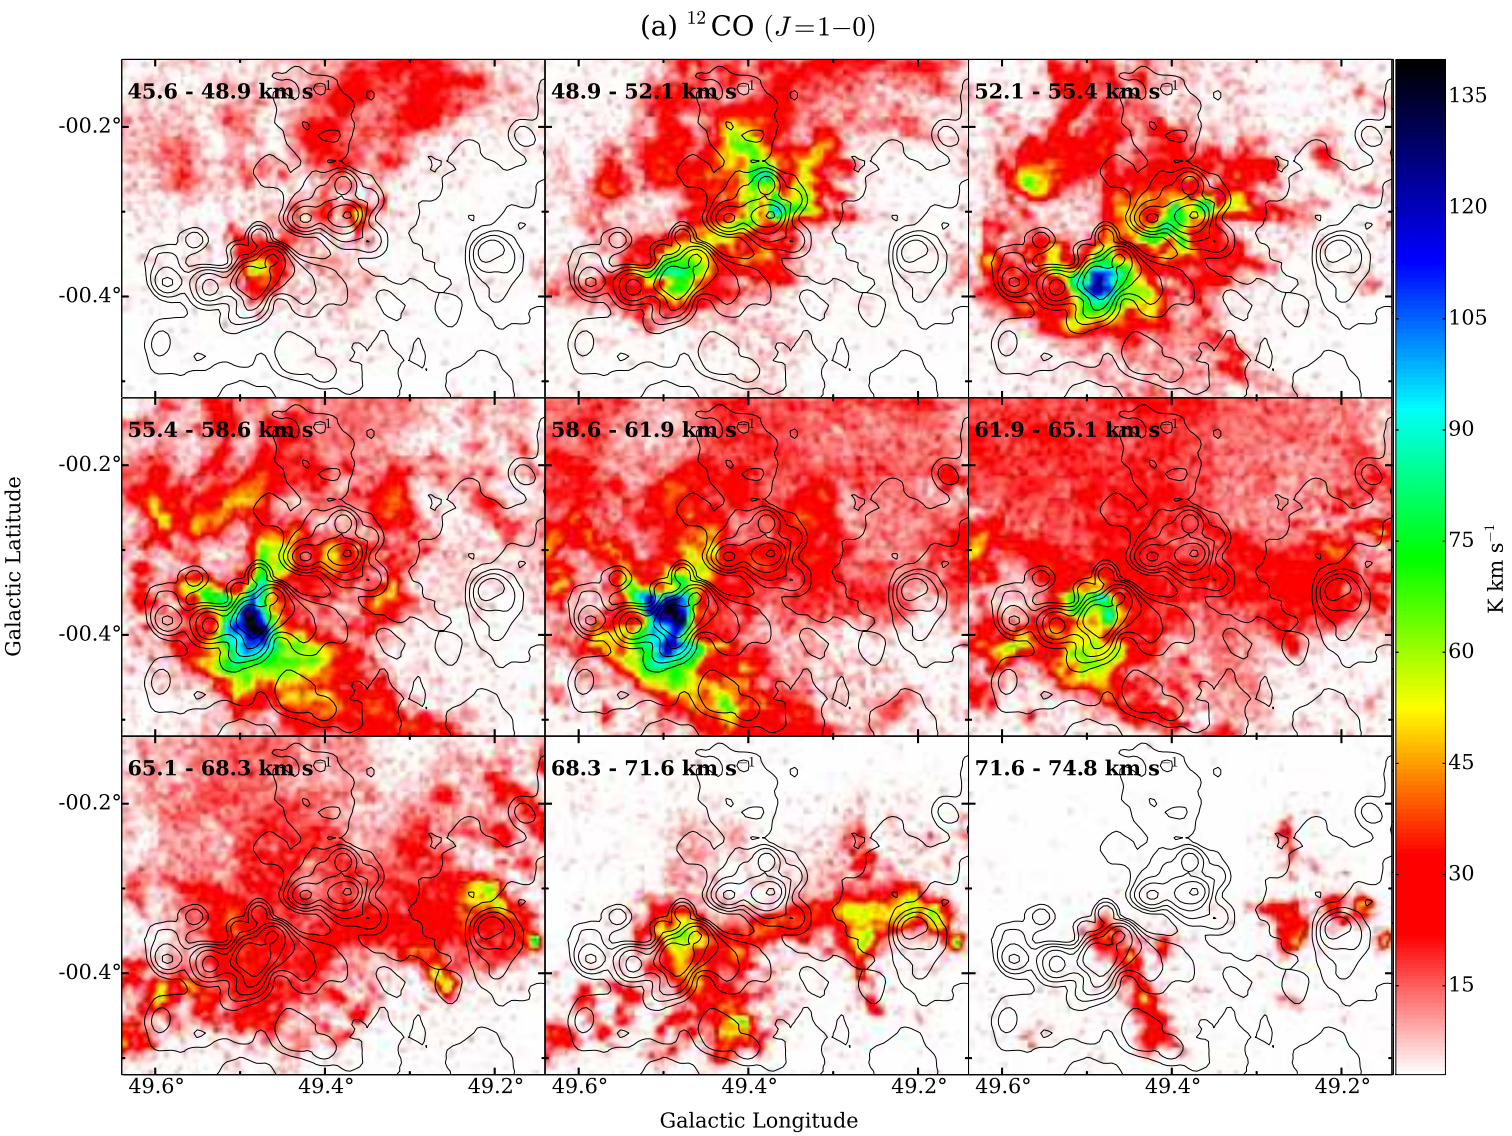 (a) ¹²CO (J=1−0)
45.6 - 48.9 km s⁻¹
48.9 - 52.1 km s⁻¹
52.1 - 55.4 km s⁻¹
-00.2°
-00.4°
55.4 - 58.6 km s⁻¹
58.6 - 61.9 km s⁻¹
61.9 - 65.1 km s⁻¹
-00.2°
-00.4°
65.1 - 68.3 km s⁻¹
68.3 - 71.6 km s⁻¹
71.6 - 74.8 km s⁻¹
-00.2°
-00.4°
49.6° 49.4° 49.2° 49.6° 49.4° 49.2° 49.6° 49.4° 49.2°
Galactic Longitude
Galactic Latitude
135
120
105
90
75
60
45
30
15
K km s⁻¹